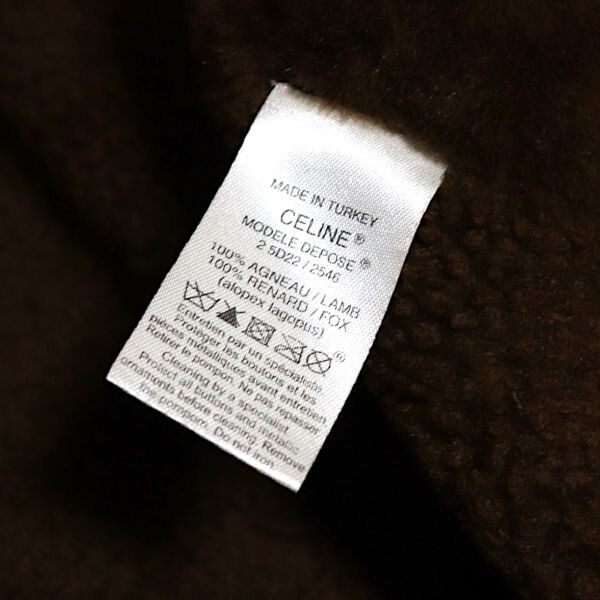 MADE IN TURKEY
CELINE®
MODELE DEPOSE®
2 5D22 / 2546
100% AGNEAU / LAMB
100% RENARD / FOX
(alopex lagopus)
®
Entretien par un spécialiste.
Protéger les boutons et les
pièces métalliques avant entretien.
Retirer le pompon. Ne pas repasser.
Cleaning by a specialist.
Protect all buttons and metallic
ornaments before cleaning. Remove
the pompom. Do not iron.